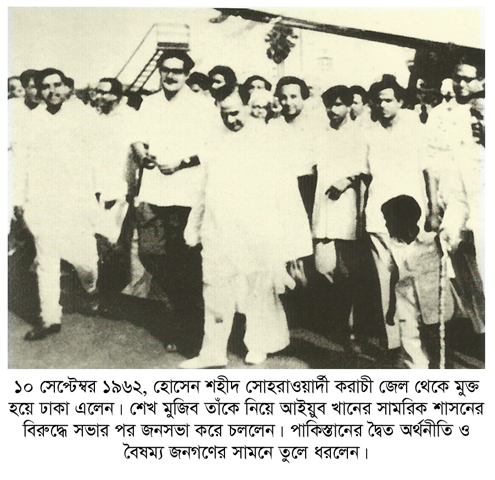 ১০ সেপ্টেম্বর ১৯৬২, হোসেন শহীদ সোহরাওয়ার্দী করাচী জেল থেকে মুক্ত
হয়ে ঢাকা এলেন। শেখ মুজিব তাঁকে নিয়ে আইয়ুব খানের সামরিক শাসনের
বিরুদ্ধে সভার পর জনসভা করে চললেন। পাকিস্তানের দ্বৈত অর্থনীতি ও
বৈষম্য জনগণের সামনে তুলে ধরলেন।